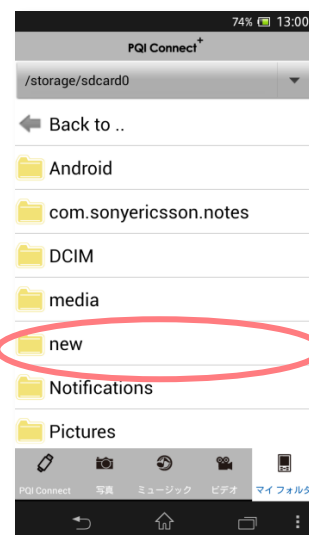 74% 13:00
PQI Connect+
/storage/sdcard0
Back to ..
Android
com.sonyericsson.notes
DCIM
media
new
Notifications
Pictures
PQI Connect 写真 ミュージック ビデオ マイ フォルダ